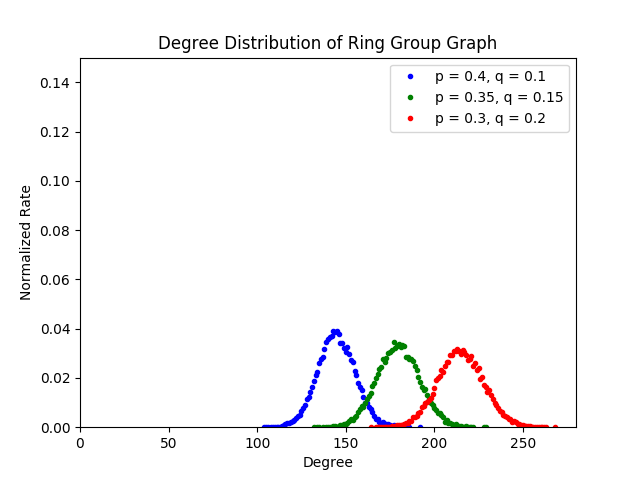 Degree Distribution of Ring Group Graph
p = 0.4, q = 0.1
p = 0.35, q = 0.15
p = 0.3, q = 0.2
Normalized Rate
0.14
0.12
0.10
0.08
0.06
0.04
0.02
0.00
0 50 100 150 200 250
Degree